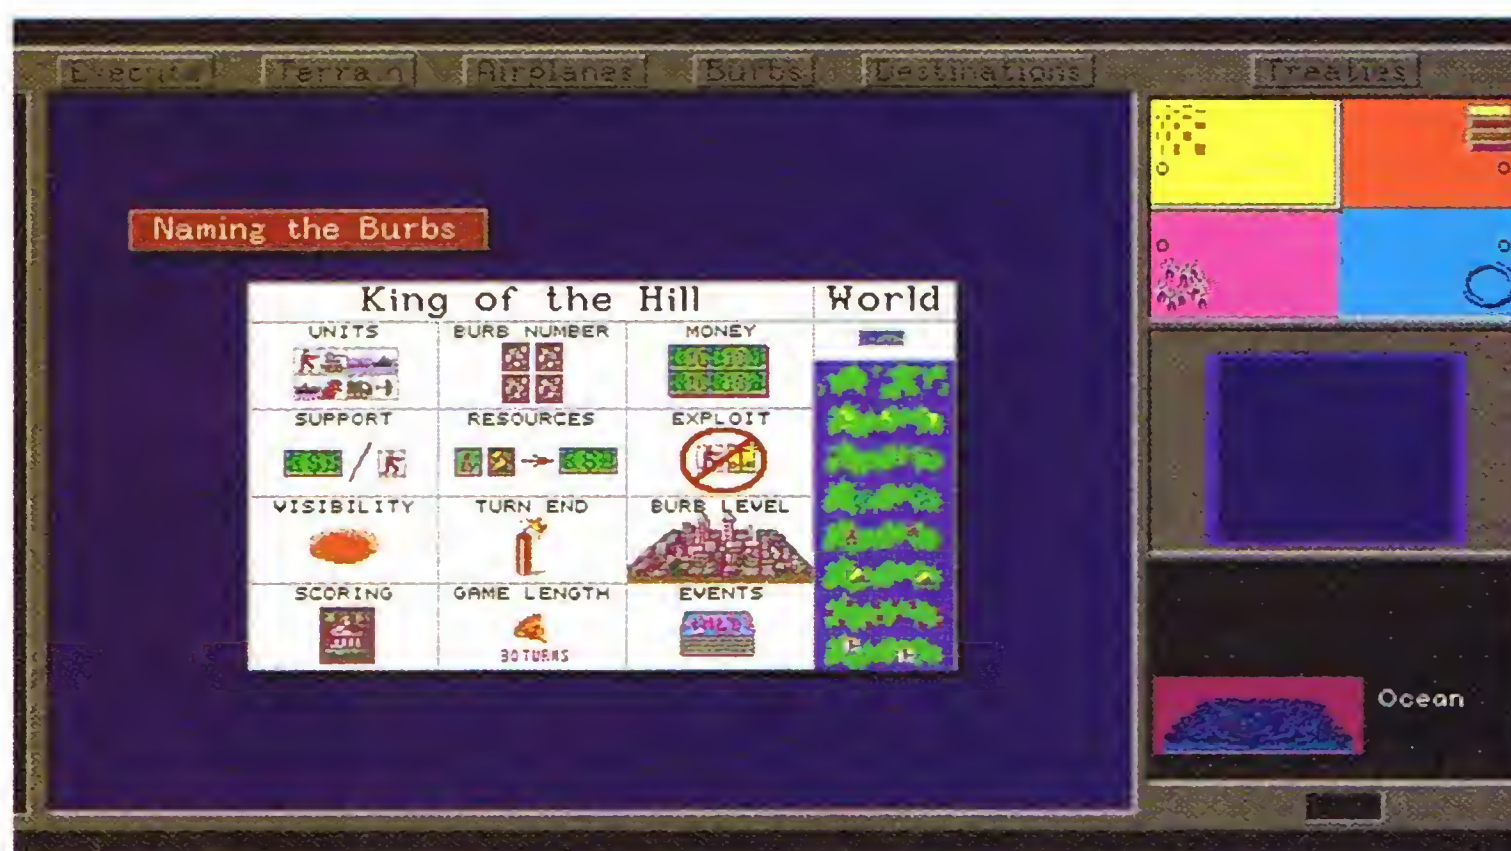 Execute Terrain Airplanes Burbs Destinations Treaties
Naming the Burbs
King of the Hill World
UNITS BURB NUMBER MONEY
SUPPORT RESOURCES EXPLOIT
VISIBILITY TURN END BURB LEVEL
SCORING GAME LENGTH EVENTS
30 TURNS
Ocean